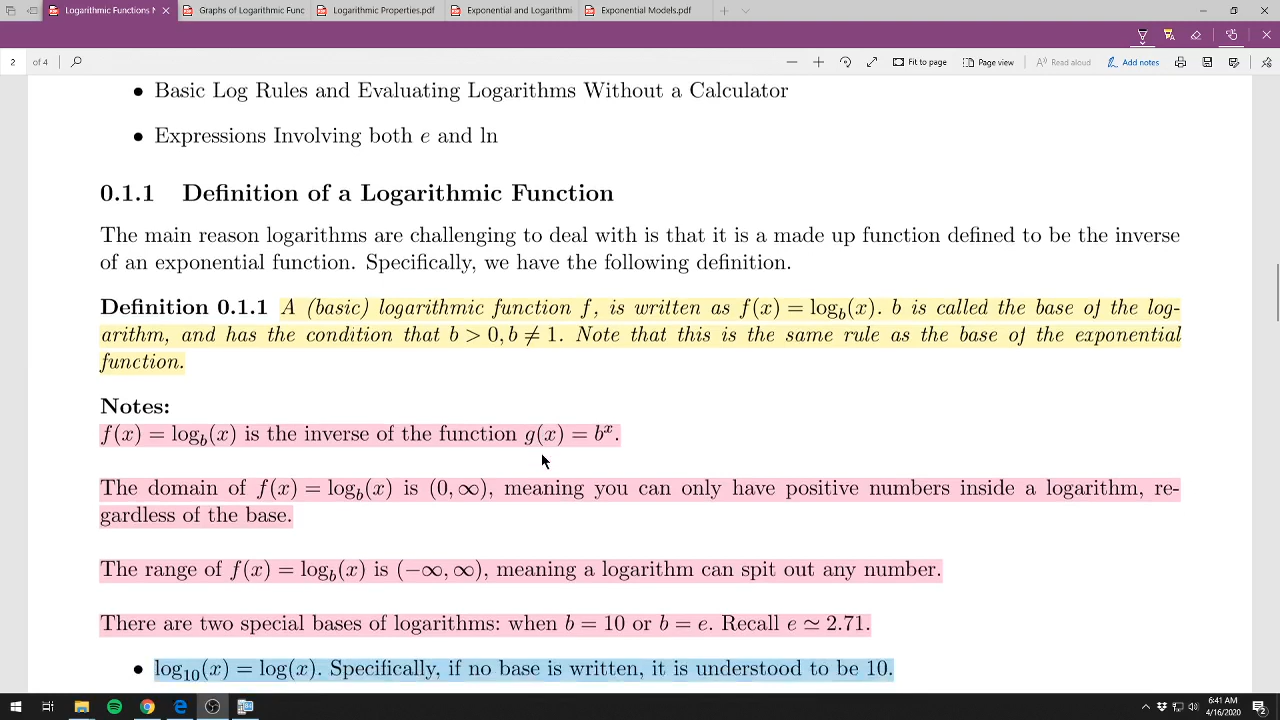 Logarithmic Functions N
Graphs of Logarithmic Func
Logarithmic Properties.pdf
Exponential and Logarithmi
Exponential Models.pdf
2 of 4
Fit to page
Page view
Read aloud
Add notes
• Basic Log Rules and Evaluating Logarithms Without a Calculator
• Expressions Involving both e and ln
0.1.1 Definition of a Logarithmic Function
The main reason logarithms are challenging to deal with is that it is a made up function defined to be the inverse
of an exponential function. Specifically, we have the following definition.
Definition 0.1.1 A (basic) logarithmic function f, is written as f(x) = log_b(x). b is called the base of the log-
arithm, and has the condition that b > 0, b ≠ 1. Note that this is the same rule as the base of the exponential
function.
Notes:
f(x) = log_b(x) is the inverse of the function g(x) = b^x.
The domain of f(x) = log_b(x) is (0, ∞), meaning you can only have positive numbers inside a logarithm, re-
gardless of the base.
The range of f(x) = log_b(x) is (−∞, ∞), meaning a logarithm can spit out any number.
There are two special bases of logarithms: when b = 10 or b = e. Recall e ≃ 2.71.
• log₁₀(x) = log(x). Specifically, if no base is written, it is understood to be 10.
6:41 AM
4/16/2020